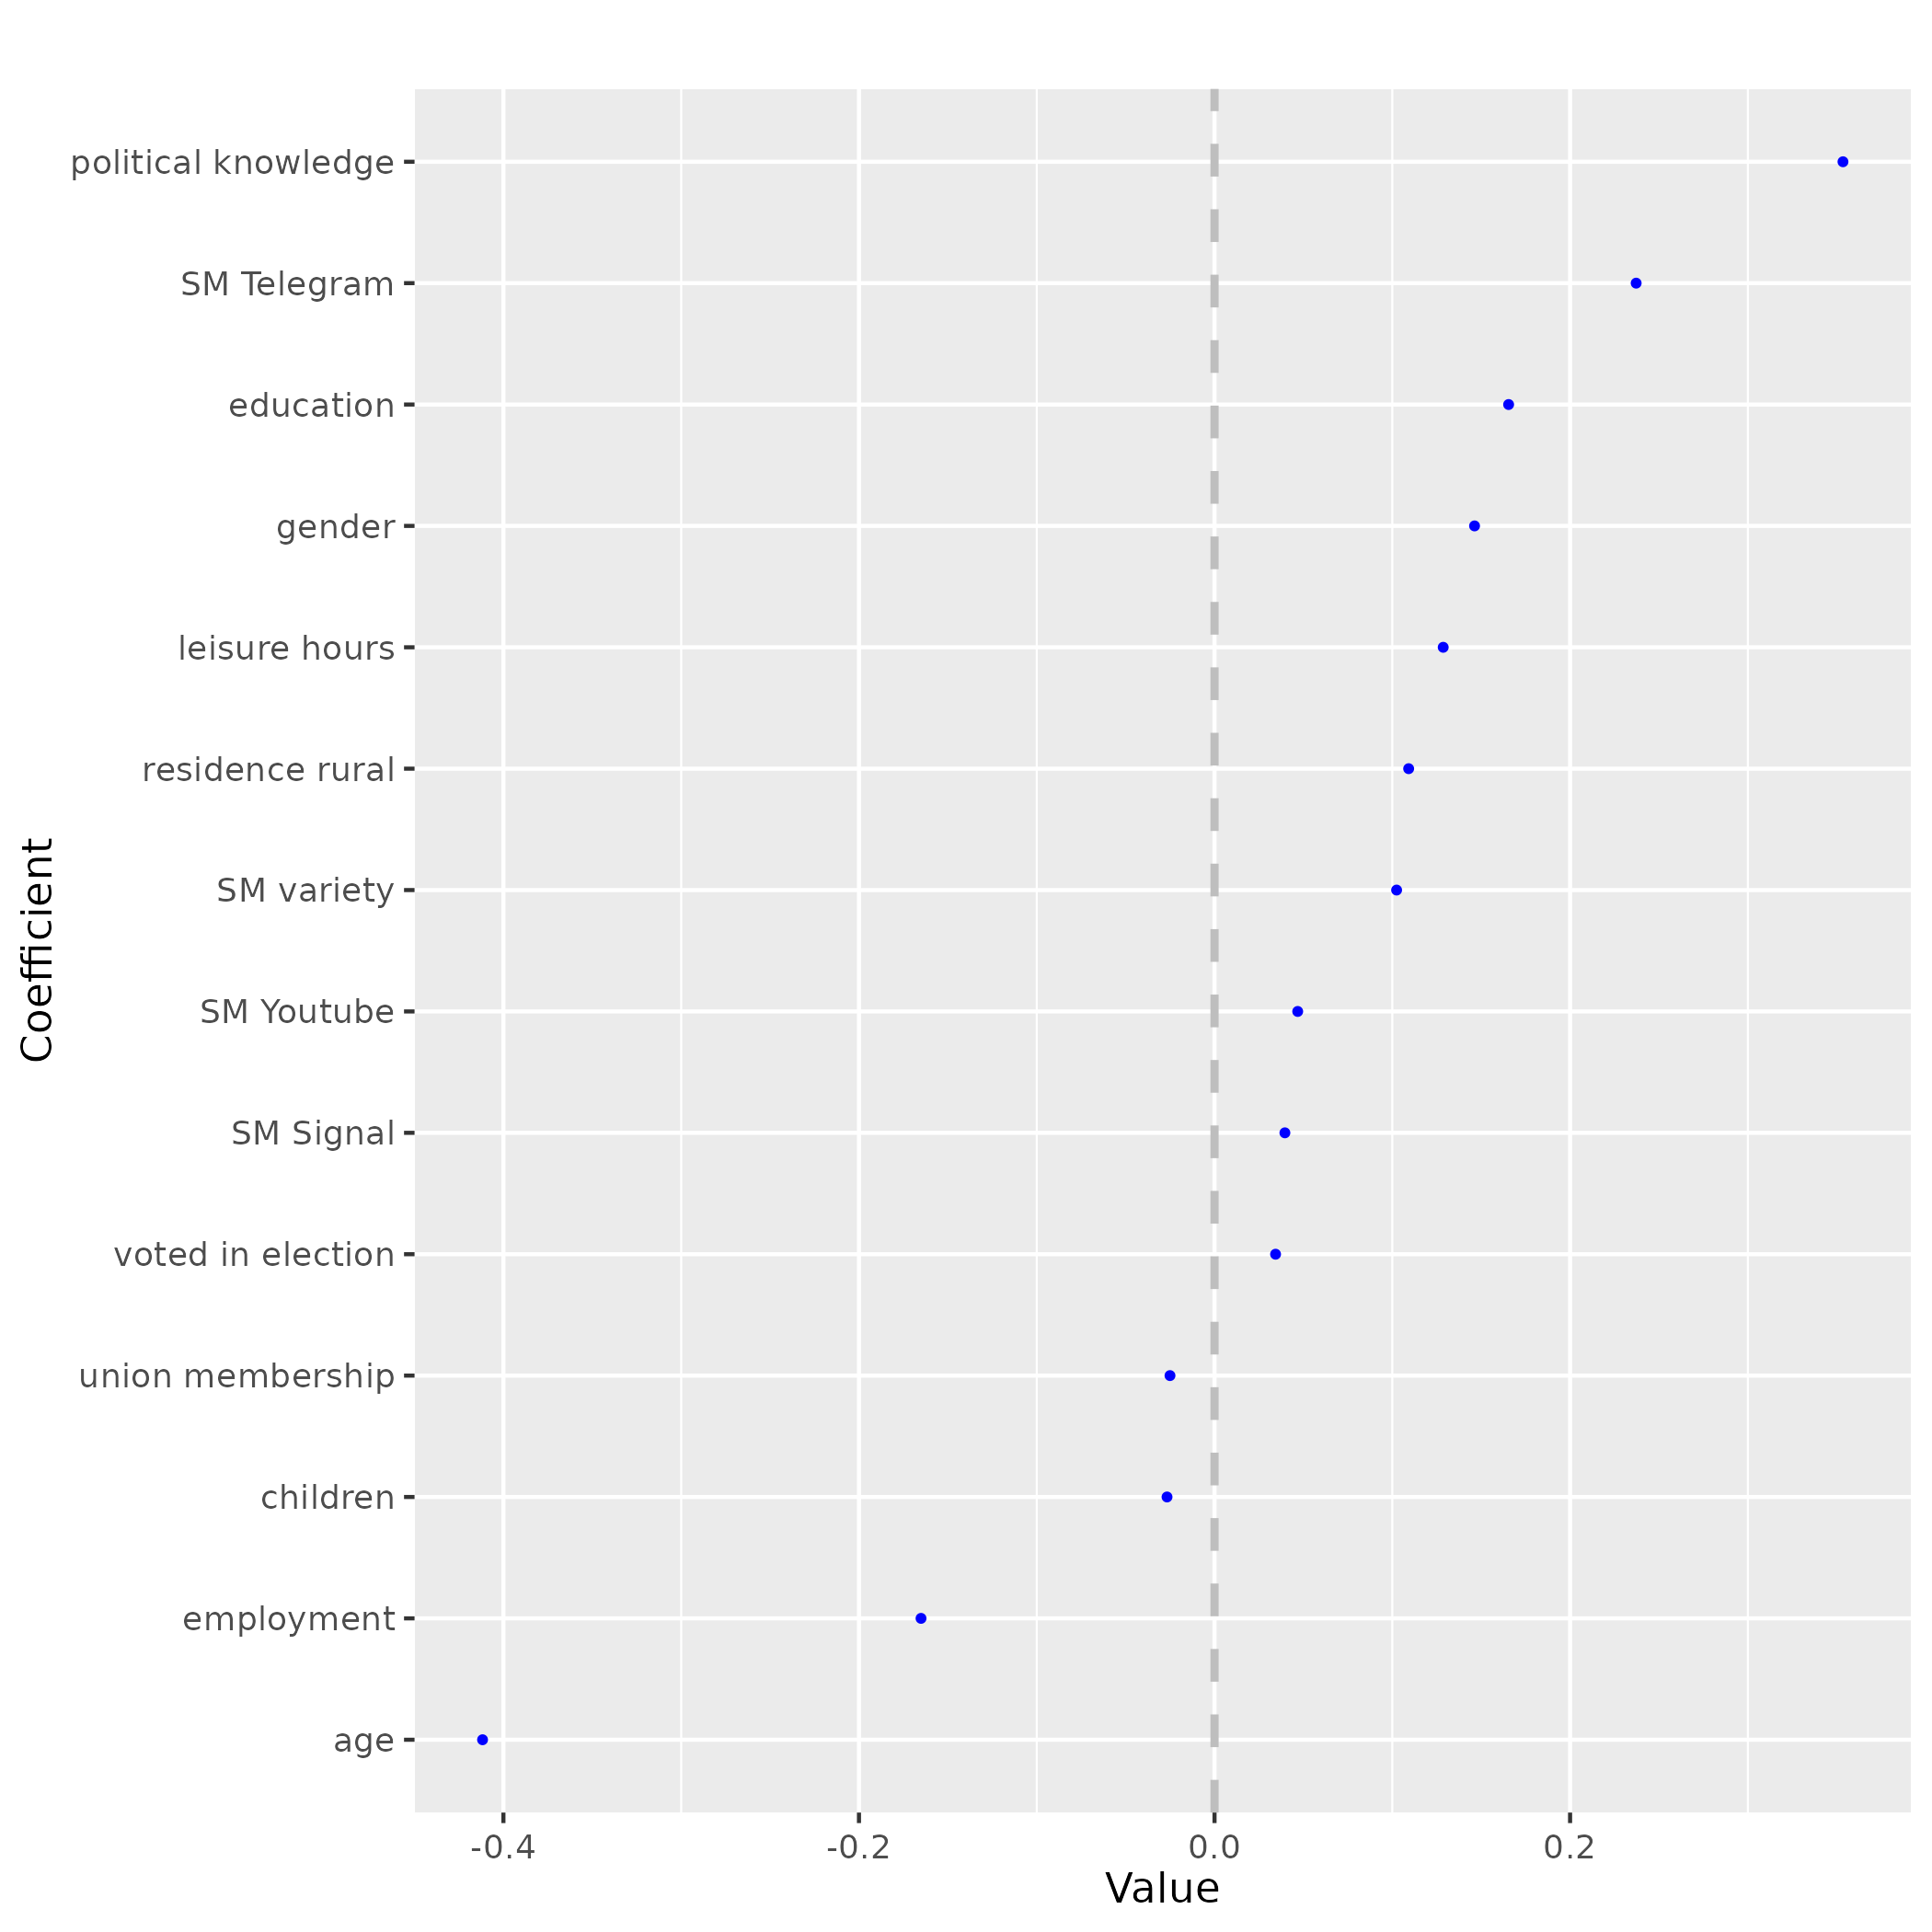 political knowledge
SM Telegram
education
gender
leisure hours
residence rural
SM variety
SM Youtube
SM Signal
voted in election
union membership
children
employment
age
Coefficient
-0.4
-0.2
0.0
0.2
Value